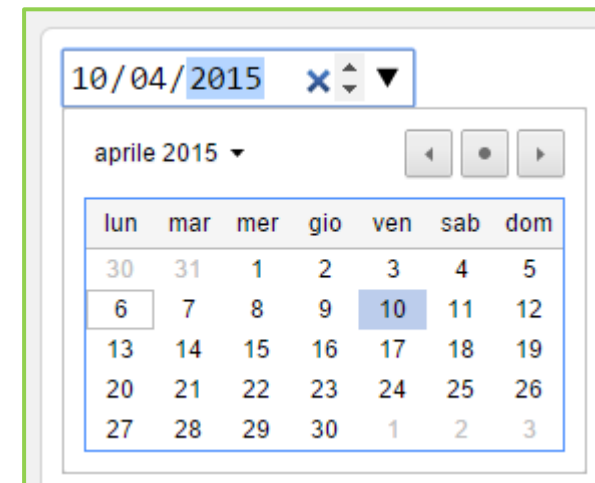 10/04/2015
aprile 2015
lun mar mer gio ven sab dom
30 31 1 2 3 4 5
6 7 8 9 10 11 12
13 14 15 16 17 18 19
20 21 22 23 24 25 26
27 28 29 30 1 2 3